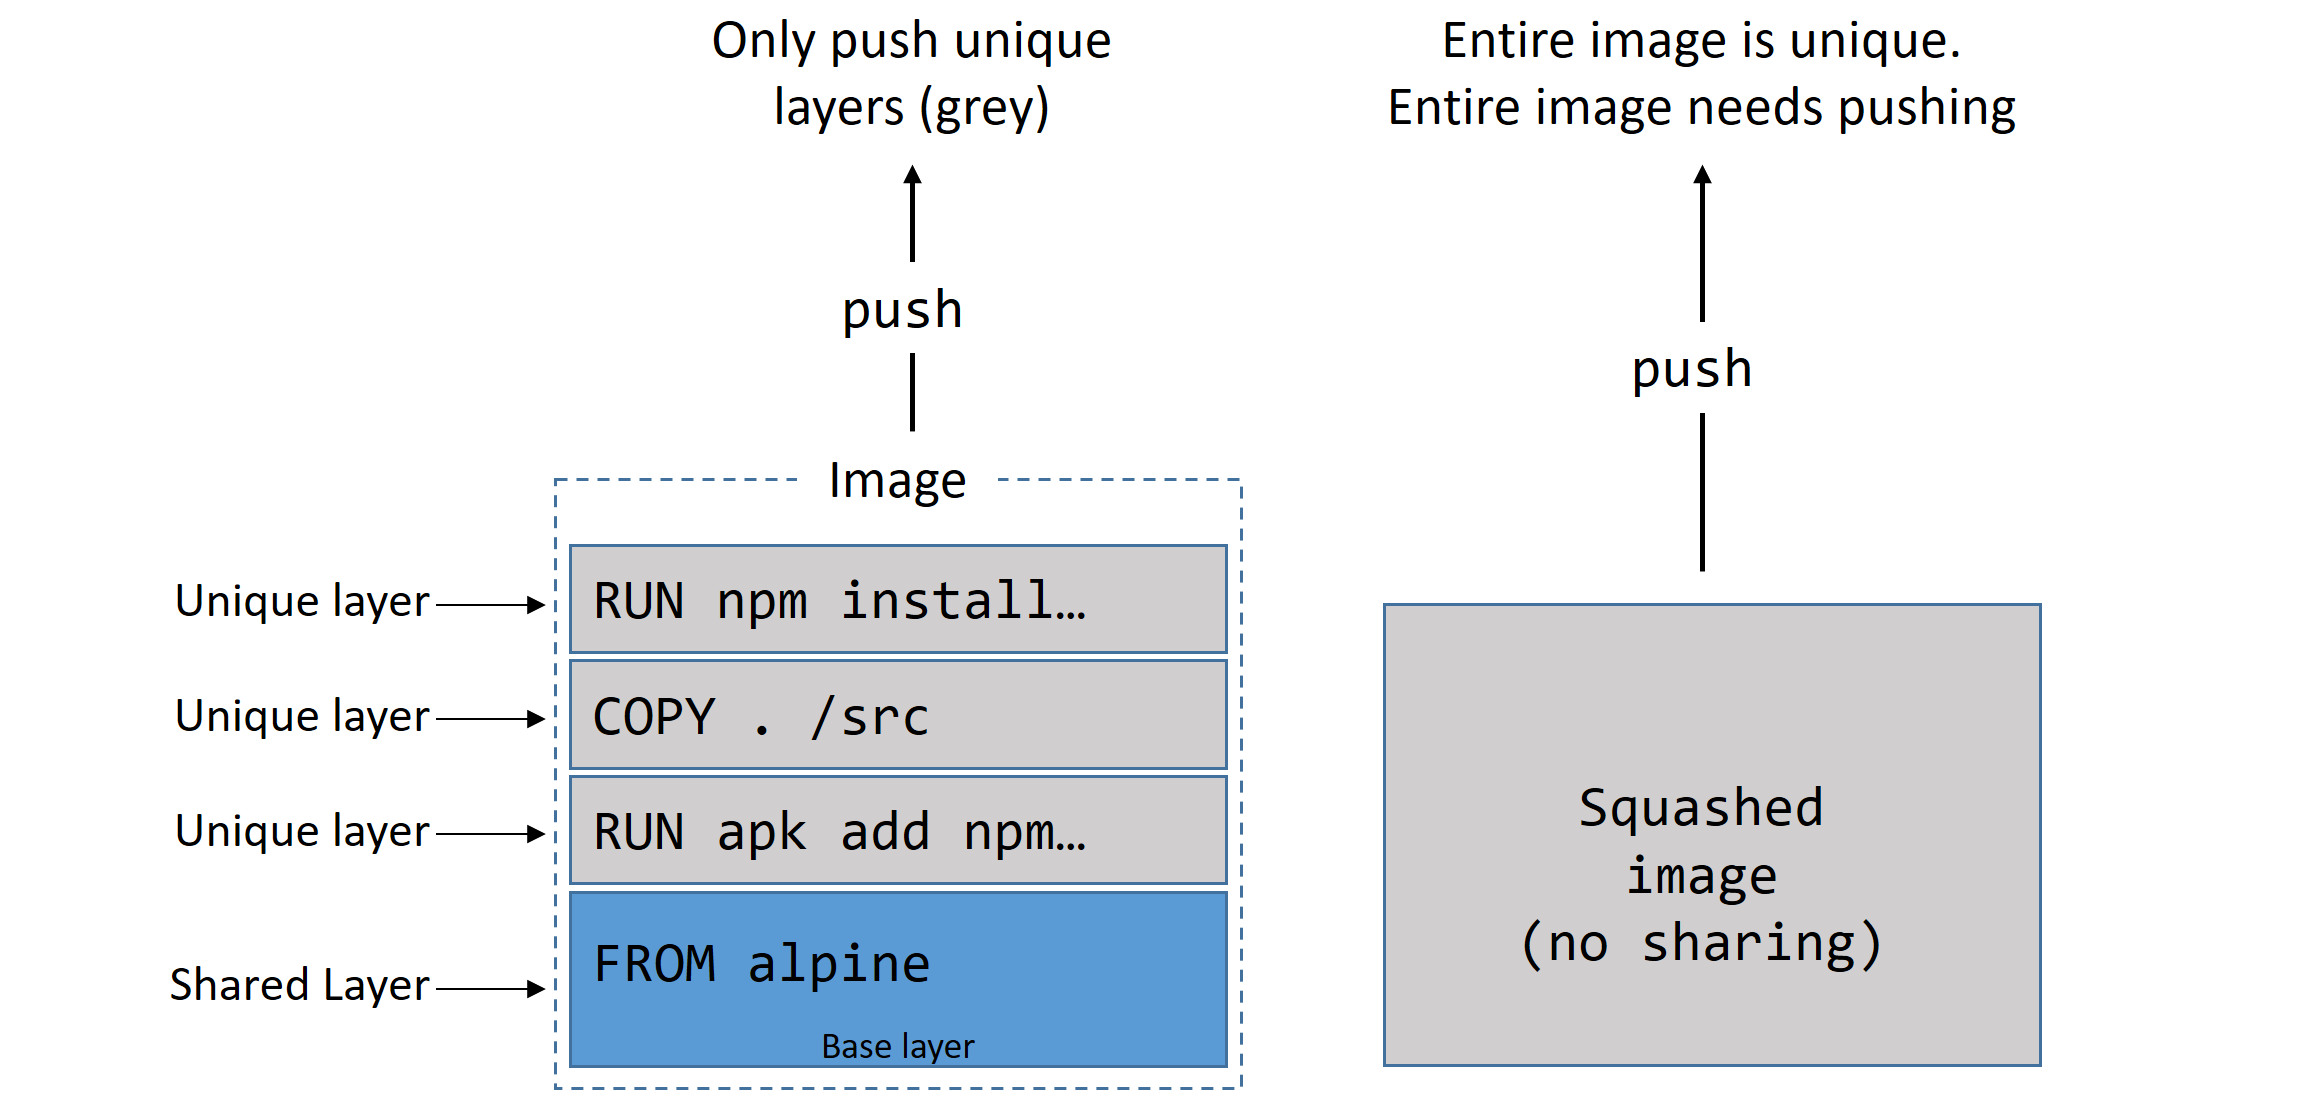 Only push unique
layers (grey)
push
Image
Unique layer
RUN npm install…
Unique layer
COPY . /src
Unique layer
RUN apk add npm…
Shared Layer
FROM alpine
Base layer
Entire image is unique.
Entire image needs pushing
push
Squashed
image
(no sharing)